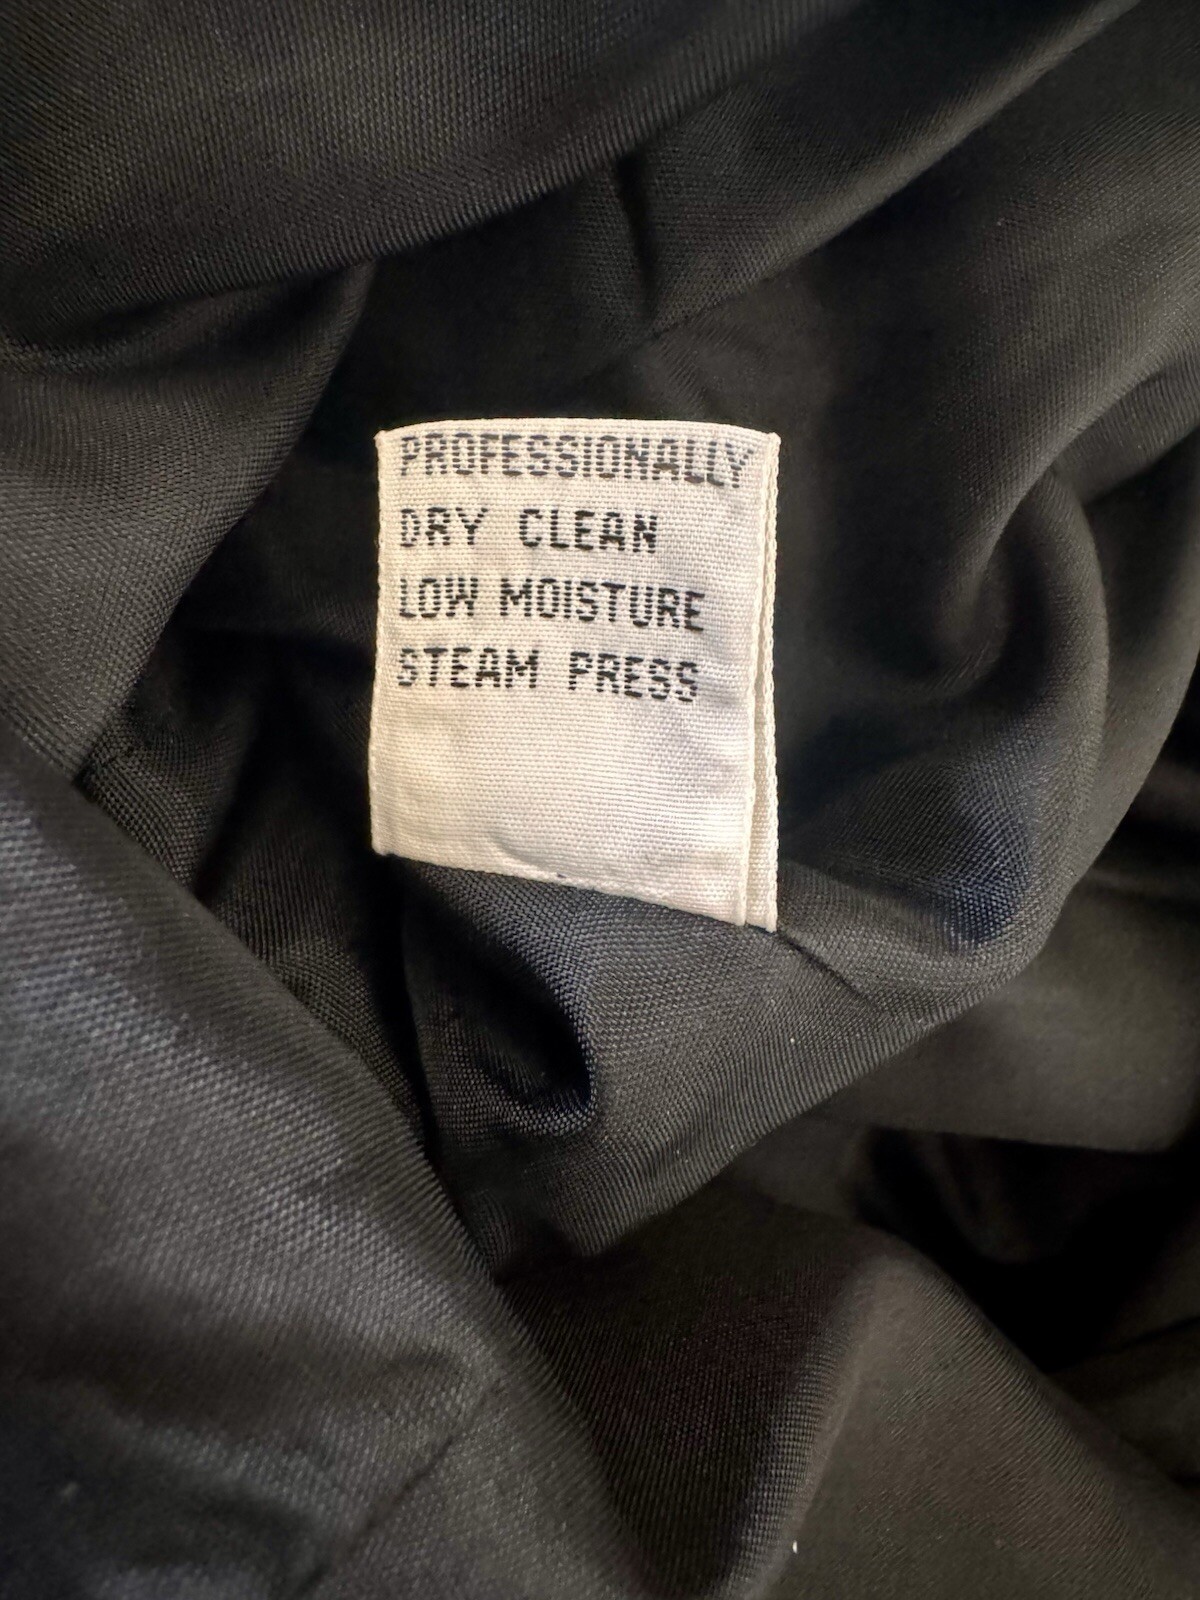 PROFESSIONALLY
DRY CLEAN
LOW MOISTURE
STEAM PRESS